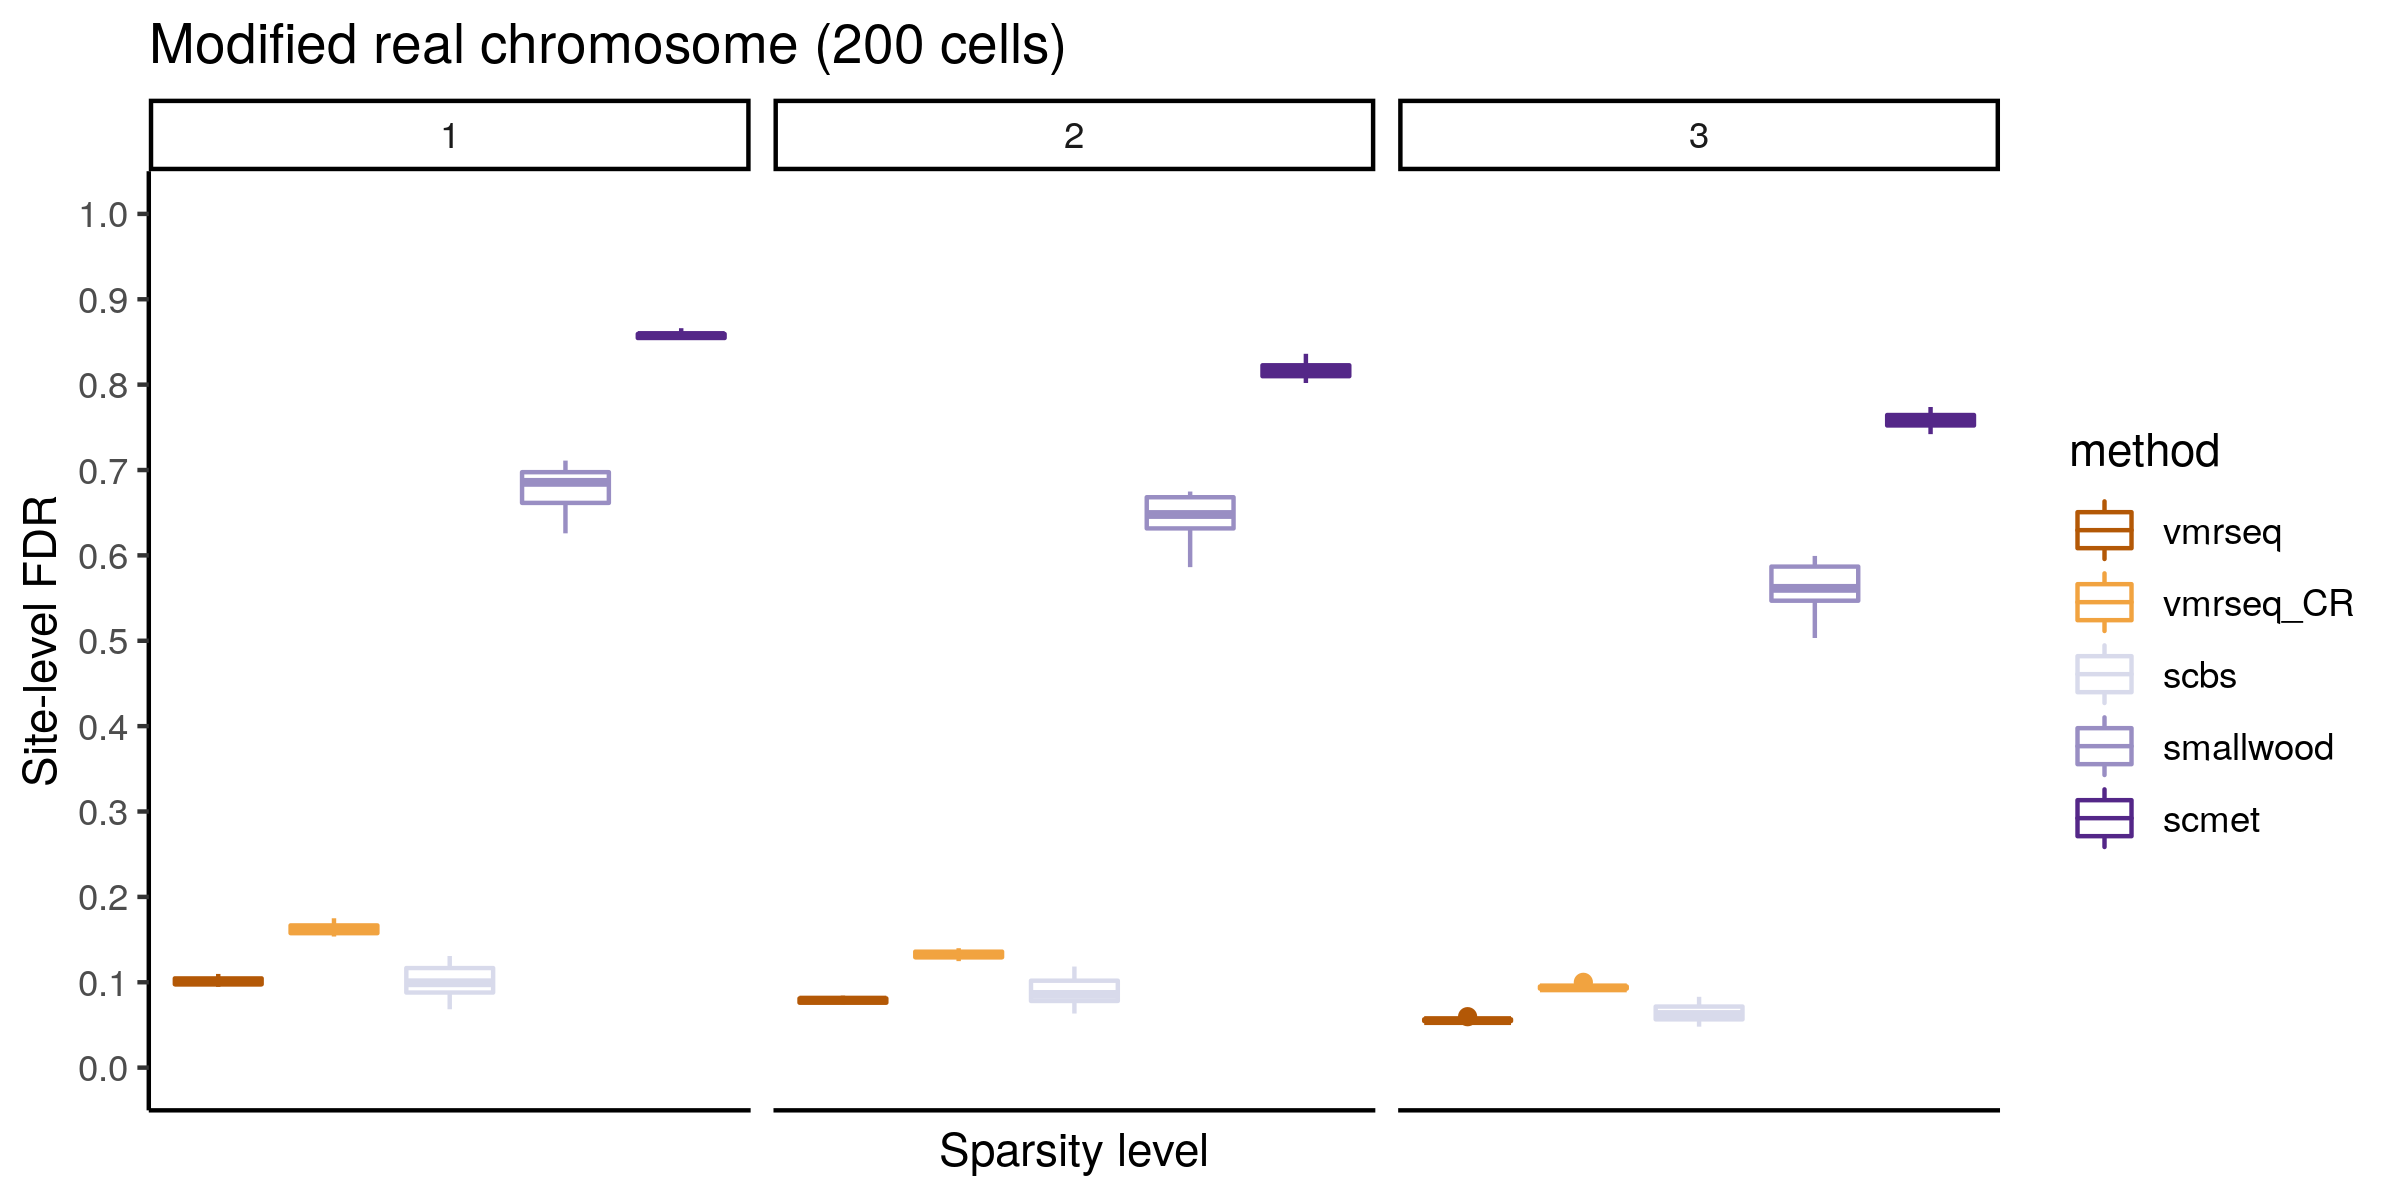 Modified real chromosome (200 cells)
1
2
3
1.0
0.9
0.8
0.7
0.6
0.5
0.4
0.3
0.2
0.1
0.0
Site-level FDR
Sparsity level
method
vmrseq
vmrseq_CR
scbs
smallwood
scmet